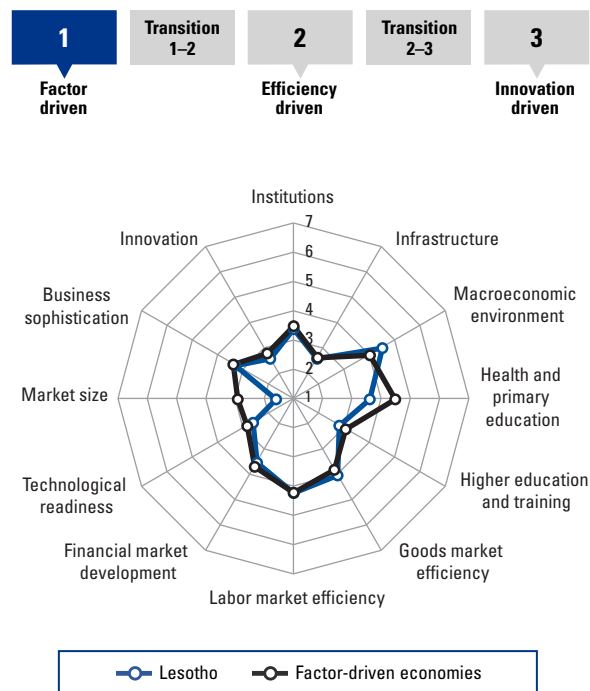 1
Transition
1–2
2
Transition
2–3
3
Factor
driven
Efficiency
driven
Innovation
driven
Institutions
7
Innovation
Infrastructure
6
5
Business
sophistication
Macroeconomic
environment
4
3
2
Market size
1
Health and
primary
education
Technological
readiness
Higher education
and training
Financial market
development
Goods market
efficiency
Labor market efficiency
Lesotho
Factor-driven economies